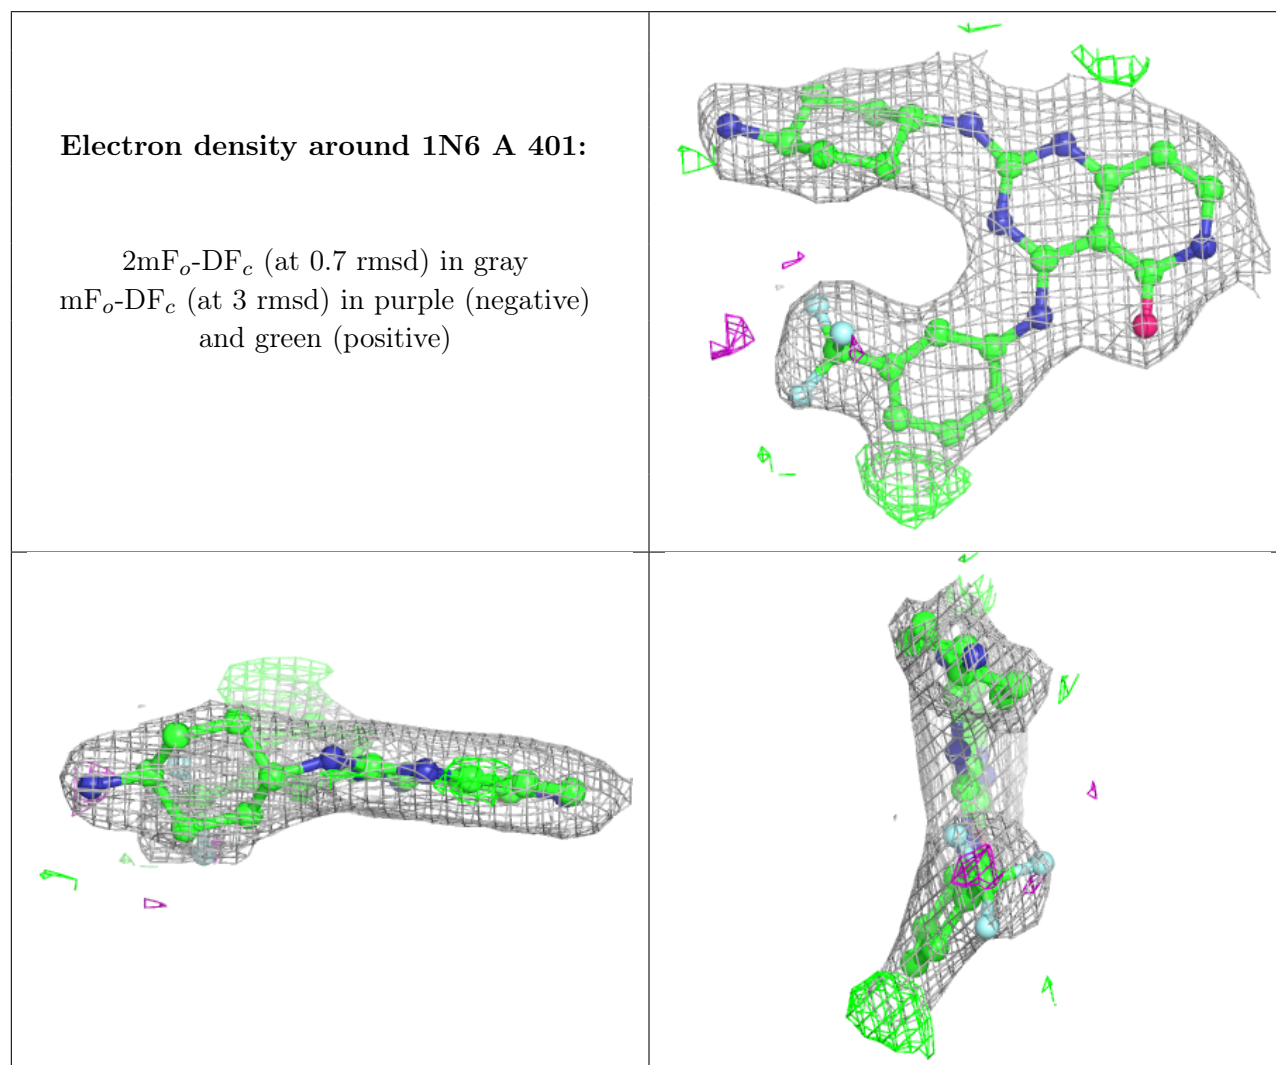 Electron density around 1N6 A 401:
2mFo-DFc (at 0.7 rmsd) in gray
mFo-DFc (at 3 rmsd) in purple (negative)
and green (positive)